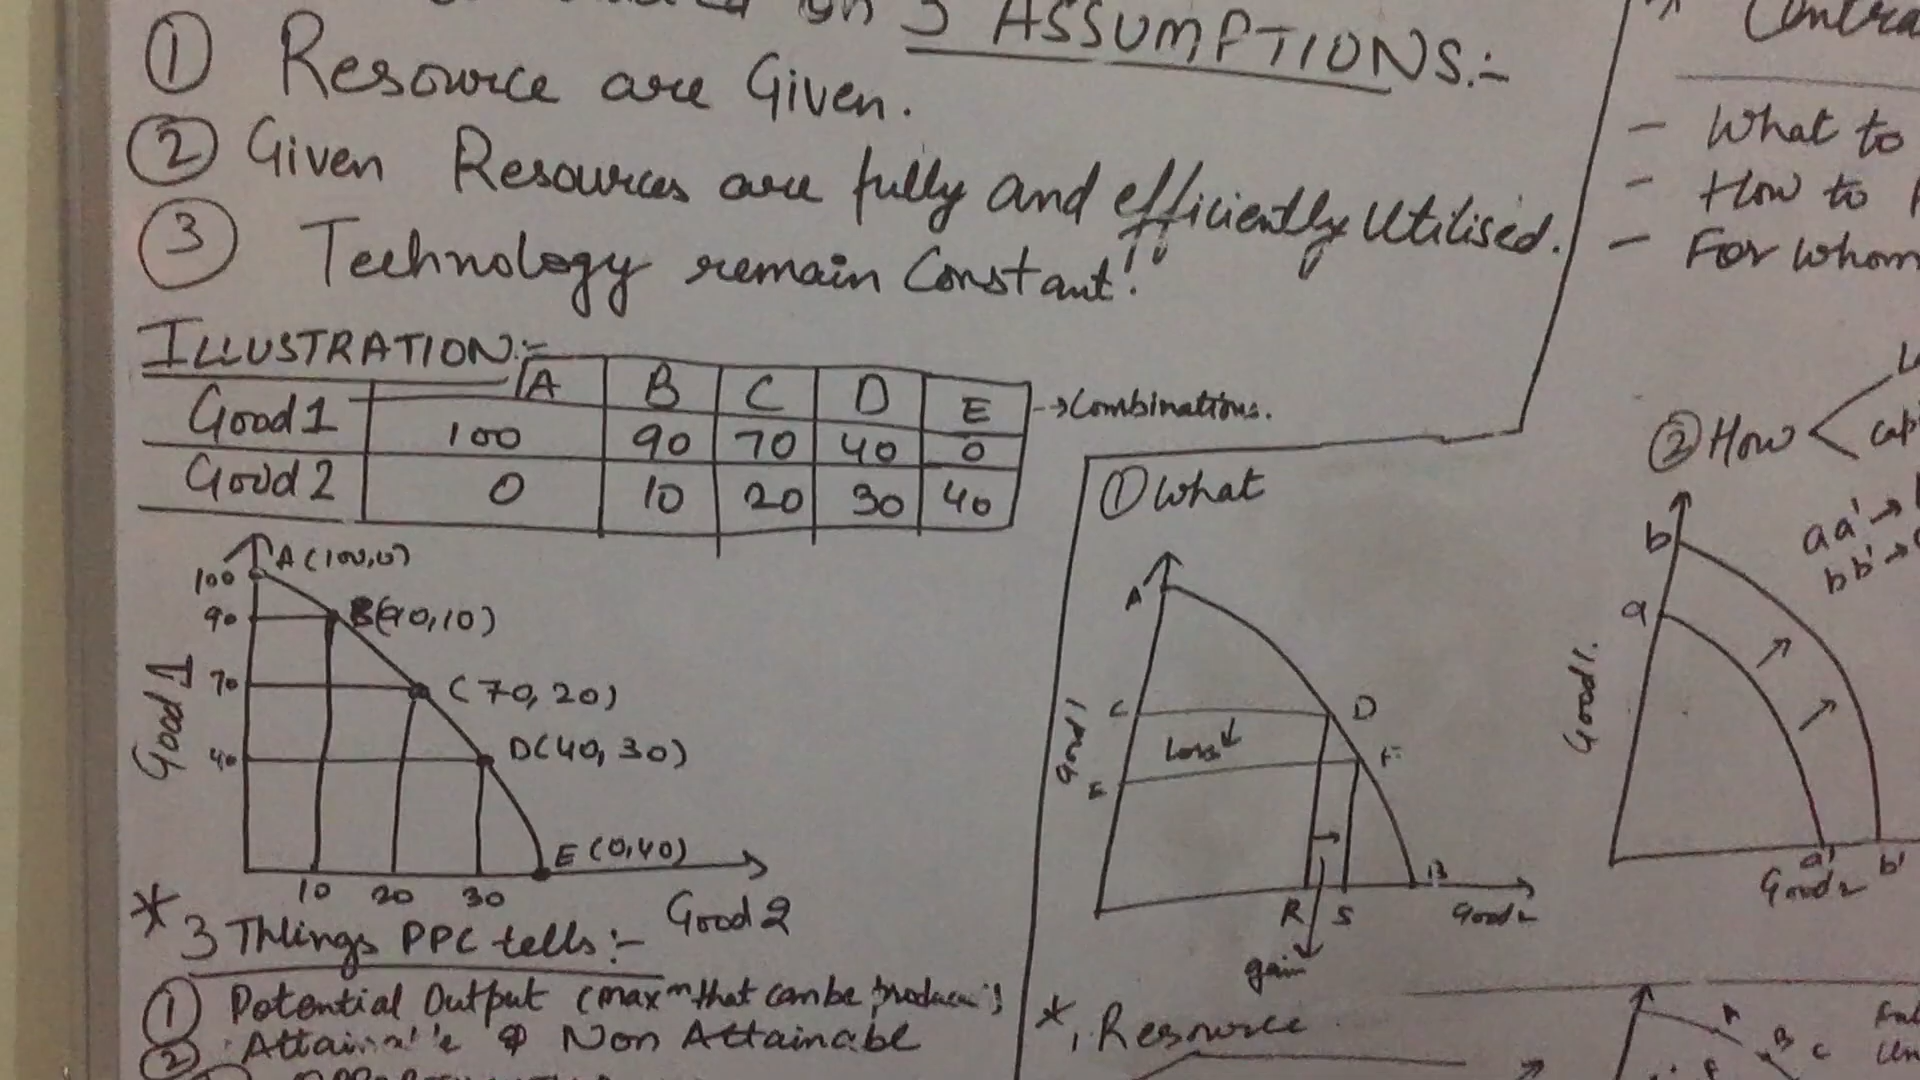 3 ASSUMPTIONS:-
① Resource are Given.
② Given Resources are fully and efficiently Utilised.
③ Technology remain Constant!
ILLUSTRATION:-
A B C D E → Combinations.
Good 1 100 90 70 40 0
Good 2 0 10 20 30 40
A(100,0)
100
90 B(90,10)
70 C(70,20)
40 D(40,30)
E(0,40)
Good 1
10 20 30
Good 2
* 3 Things PPC tells:-
① Potential Output (max^m that can be
② & Non Attainable
① What
A
C D
Loss
E F
Good 1
R S B
gain
* Resource
- What to
- How to
- For whom
② How
aa' →
bb' →
b
a
Good 1.
a' b'
Good 2
A
B
C